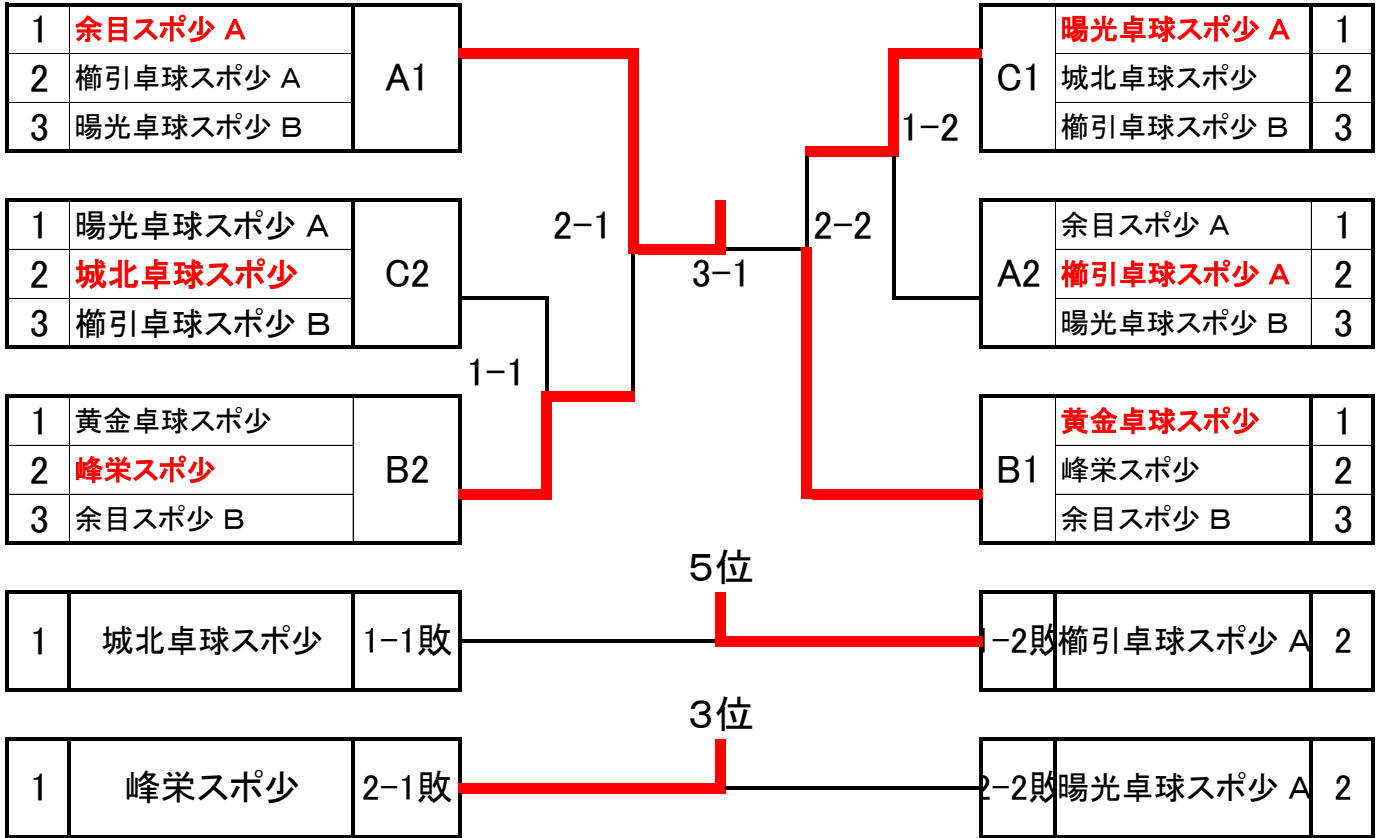 1 余目スポ少 A
2 櫛引卓球スポ少 A
3 暘光卓球スポ少 B
A1
1 暘光卓球スポ少 A
2 城北卓球スポ少
3 櫛引卓球スポ少 B
C2
1 黄金卓球スポ少
2 峰栄スポ少
3 余目スポ少 B
B2
2-1
1-1
3-1
1-2
2-2
C1
暘光卓球スポ少 A 1
城北卓球スポ少 2
櫛引卓球スポ少 B 3
A2
余目スポ少 A 1
櫛引卓球スポ少 A 2
暘光卓球スポ少 B 3
B1
黄金卓球スポ少 1
峰栄スポ少 2
余目スポ少 B 3
5位
1 城北卓球スポ少 1-1敗
1-2敗 櫛引卓球スポ少 A 2
3位
1 峰栄スポ少 2-1敗
2-2敗 暘光卓球スポ少 A 2